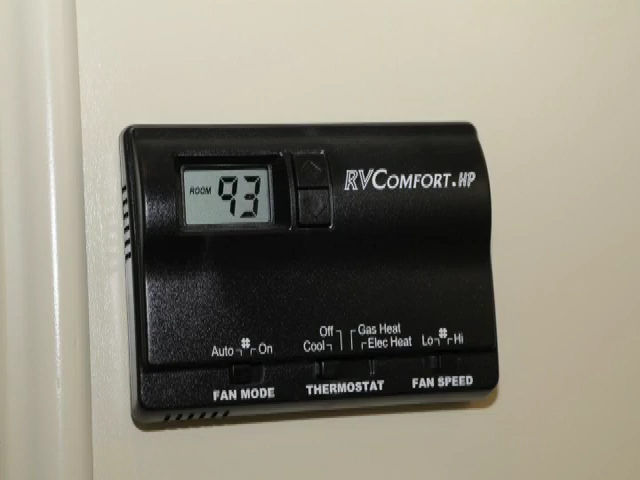 ROOM 93
RVCOMFORT.HP
Off Gas Heat
Auto On Cool Elec Heat Lo Hi
FAN MODE THERMOSTAT FAN SPEED